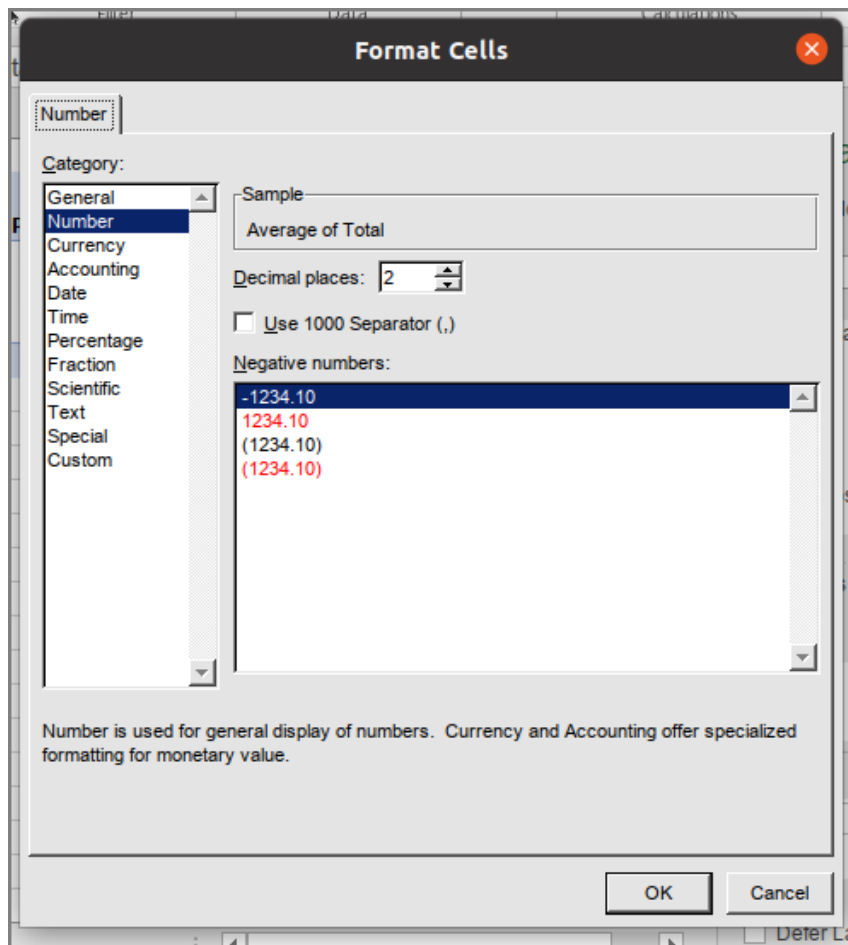 Filter Data Calculations
Format Cells
Number
Category:
General
Number
Currency
Accounting
Date
Time
Percentage
Fraction
Scientific
Text
Special
Custom
Sample
Average of Total
Decimal places: 2
Use 1000 Separator (,)
Negative numbers:
-1234.10
1234.10
(1234.10)
(1234.10)
Number is used for general display of numbers. Currency and Accounting offer specialized
formatting for monetary value.
OK Cancel
Defer La